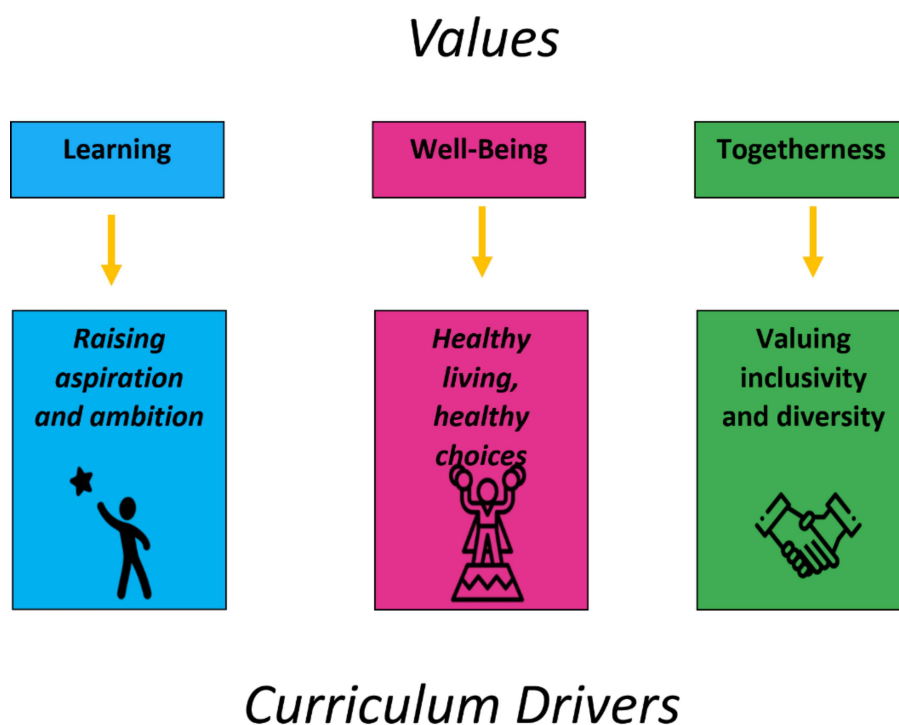 Values
Learning
Well-Being
Togetherness
Raising
aspiration
and ambition
Healthy
living,
healthy
choices
Valuing
inclusivity
and diversity
Curriculum Drivers